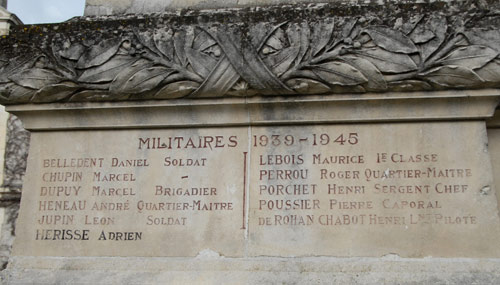 MILITAIRES 1939-1945
BELLEDENT DANIEL SOLDAT
CHUPIN MARCEL -
DUPUY MARCEL BRIGADIER
HENEAU ANDRÉ QUARTIER-MAITRE
JUPIN LEON SOLDAT
HERISSE ADRIEN
LEBOIS MAURICE 1E CLASSE
PERROU ROGER QUARTIER-MAITRE
PORCHET HENRI SERGENT CHEF
POUSSIER PIERRE CAPORAL
DE ROHAN CHABOT HENRI LNT PILOTE